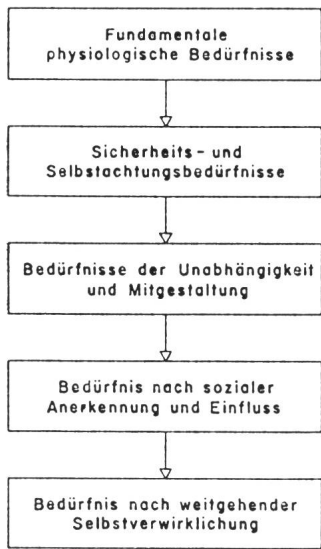 Fundamentale
physiologische Bedürfnisse
Sicherheits- und
Selbstachtungsbedürfnisse
Bedürfnisse der Unabhängigkeit
und Mitgestaltung
Bedürfnis nach sozialer
Anerkennung und Einfluss
Bedürfnis nach weitgehender
Selbstverwirklichung